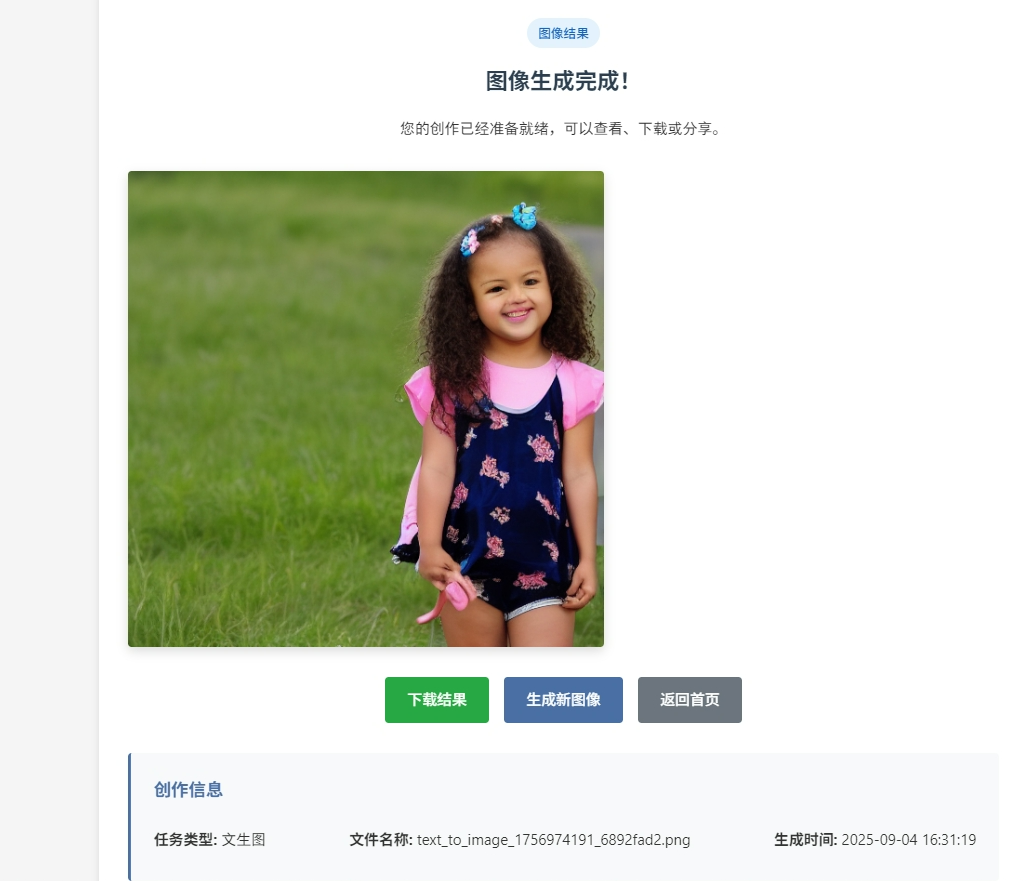 图像结果
图像生成完成！
您的创作已经准备就绪，可以查看、下载或分享。
下载结果 生成新图像 返回首页
创作信息
任务类型: 文生图 文件名称: text_to_image_1756974191_6892fad2.png 生成时间: 2025-09-04 16:31:19